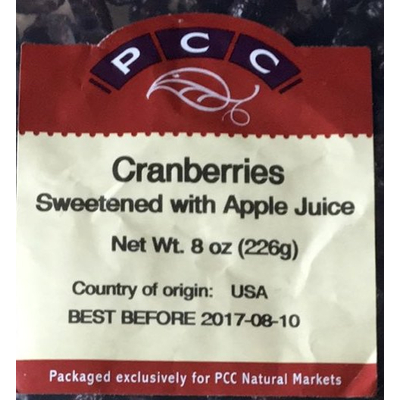 PCC
Cranberries
Sweetened with Apple Juice
Net Wt. 8 oz (226g)
Country of origin: USA
BEST BEFORE 2017-08-10
Packaged exclusively for PCC Natural Markets